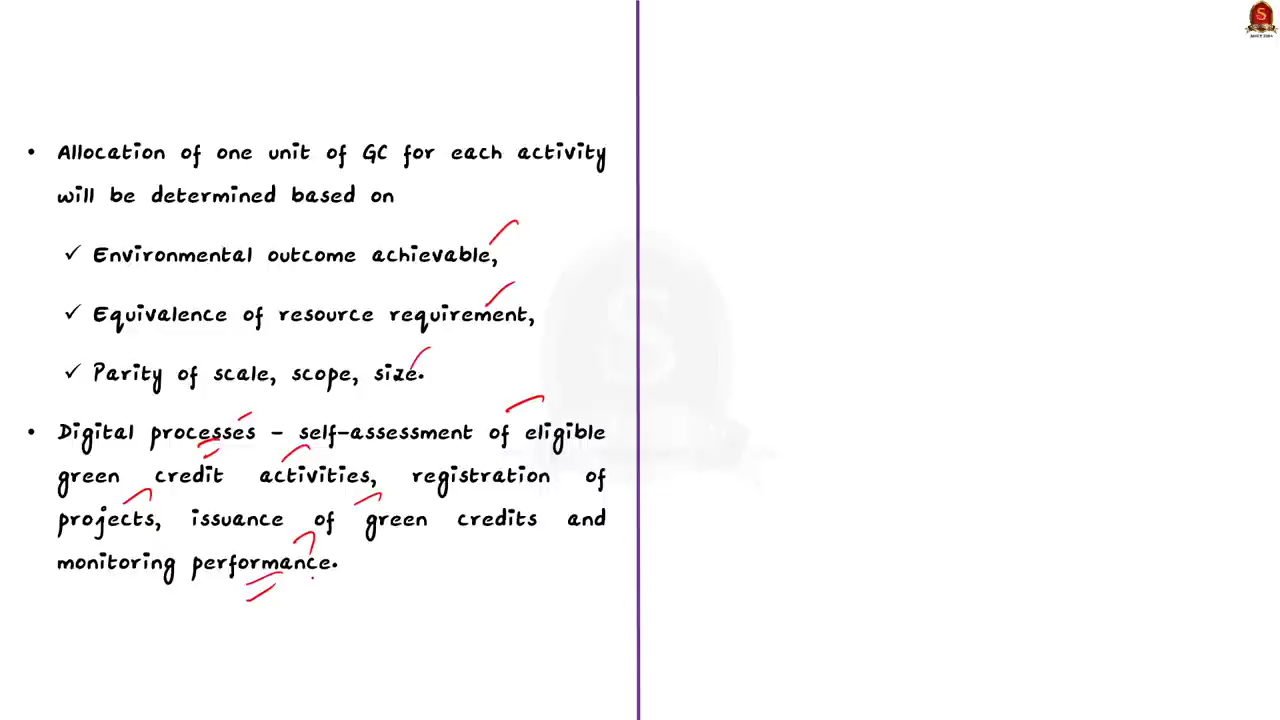 • Allocation of one unit of GC for each activity
will be determined based on
✓ Environmental outcome achievable,
✓ Equivalence of resource requirement,
✓ Parity of scale, scope, size.
• Digital processes – self-assessment of eligible
green credit activities, registration of
projects, issuance of green credits and
monitoring performance.
S
S